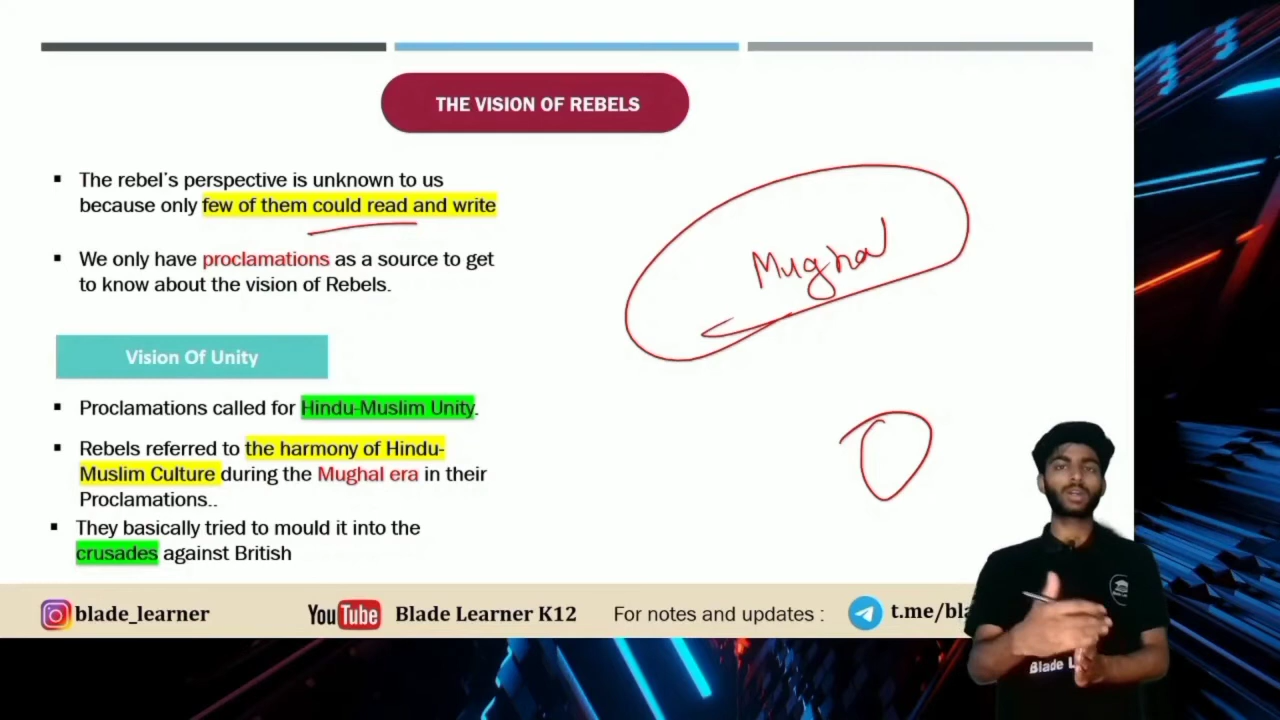 THE VISION OF REBELS
The rebel's perspective is unknown to us
because only few of them could read and write
We only have proclamations as a source to get
to know about the vision of Rebels.
Mughal
Vision Of Unity
Proclamations called for Hindu-Muslim Unity.
Rebels referred to the harmony of Hindu-
Muslim Culture during the Mughal era in their
Proclamations..
They basically tried to mould it into the
crusades against British
blade_learner
YouTube Blade Learner K12
For notes and updates :
t.me/bla
Blade L